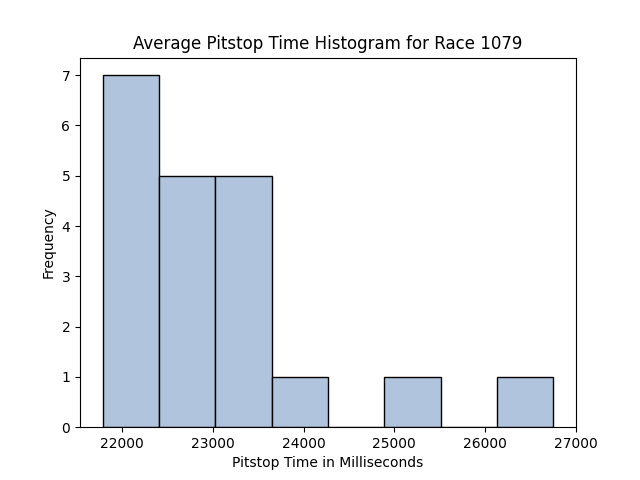 Average Pitstop Time Histogram for Race 1079
7
6
5
4
3
2
1
0
Frequency
22000 23000 24000 25000 26000 27000
Pitstop Time in Milliseconds